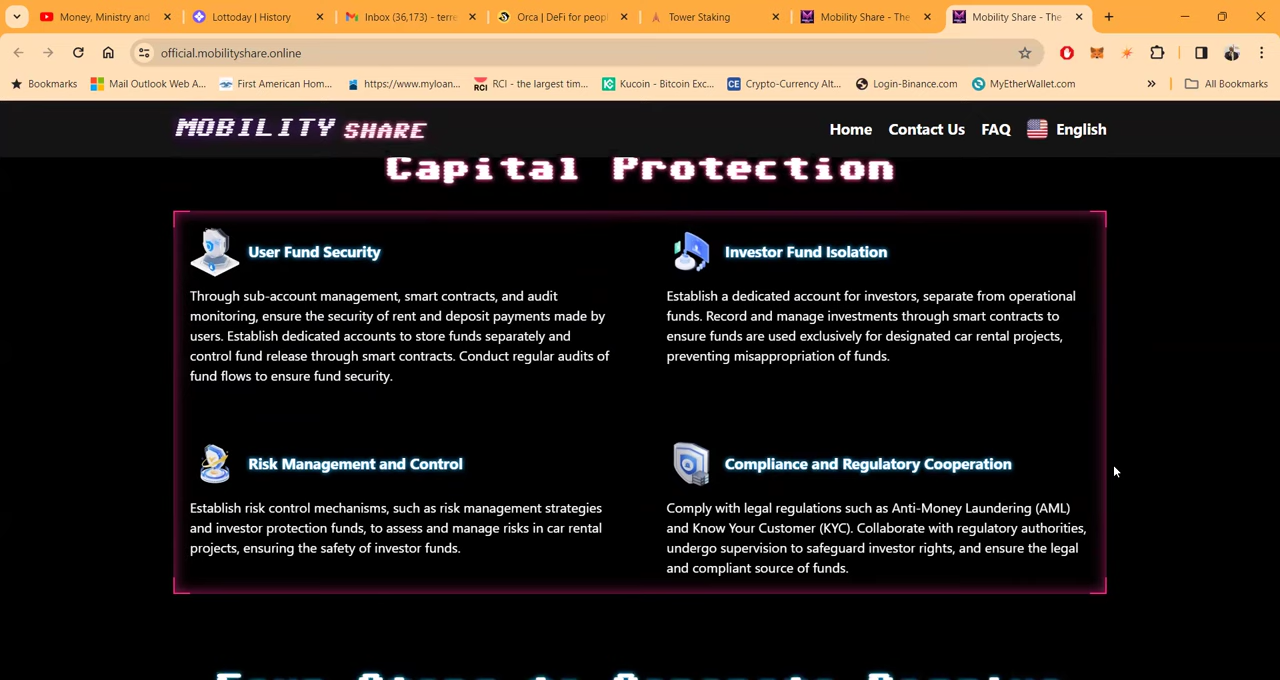 Money, Ministry and
Lottoday | History
Inbox (36,173) - terre
Orca | DeFi for peopl
Tower Staking
Mobility Share - The
Mobility Share - The
official.mobilityshare.online
Bookmarks
Mail Outlook Web A...
First American Hom...
https://www.myloan...
RCI - the largest tim...
Kucoin - Bitcoin Exc...
Crypto-Currency Alt...
Login-Binance.com
MyEtherWallet.com
All Bookmarks
MOBILITY SHARE
Home
Contact Us
FAQ
English
Capital Protection
User Fund Security
Through sub-account management, smart contracts, and audit
monitoring, ensure the security of rent and deposit payments made by
users. Establish dedicated accounts to store funds separately and
control fund release through smart contracts. Conduct regular audits of
fund flows to ensure fund security.
Investor Fund Isolation
Establish a dedicated account for investors, separate from operational
funds. Record and manage investments through smart contracts to
ensure funds are used exclusively for designated car rental projects,
preventing misappropriation of funds.
Risk Management and Control
Establish risk control mechanisms, such as risk management strategies
and investor protection funds, to assess and manage risks in car rental
projects, ensuring the safety of investor funds.
Compliance and Regulatory Cooperation
Comply with legal regulations such as Anti-Money Laundering (AML)
and Know Your Customer (KYC). Collaborate with regulatory authorities,
undergo supervision to safeguard investor rights, and ensure the legal
and compliant source of funds.